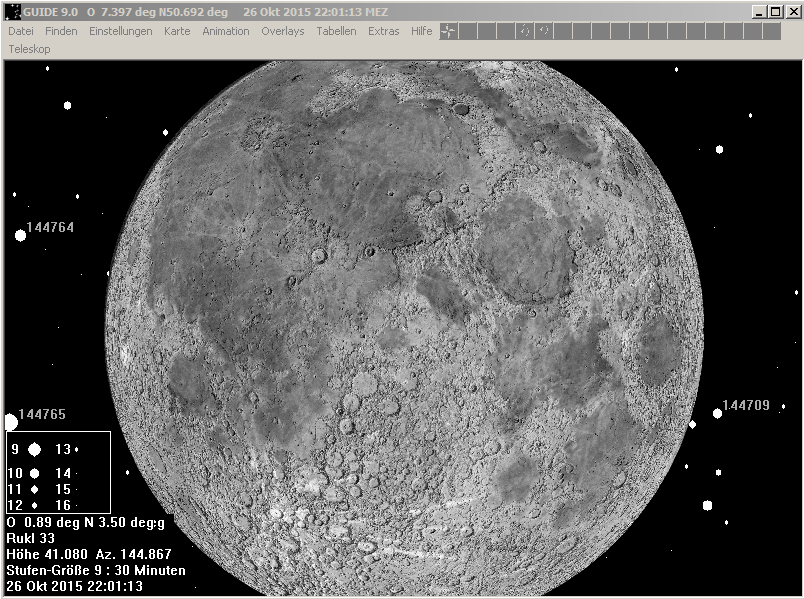 GUIDE 9.0 O 7.397 deg N50.692 deg 26 Okt 2015 22:01:13 MEZ
Datei Finden Einstellungen Karte Animation Overlays Tabellen Extras Hilfe
Teleskop
144764
144709
144765
9 13
10 14
11 15
12 16
O 0.89 deg N 3.50 deg:g
Rukl 33
Höhe 41.080 Az. 144.867
Stufen-Größe 9 : 30 Minuten
26 Okt 2015 22:01:13